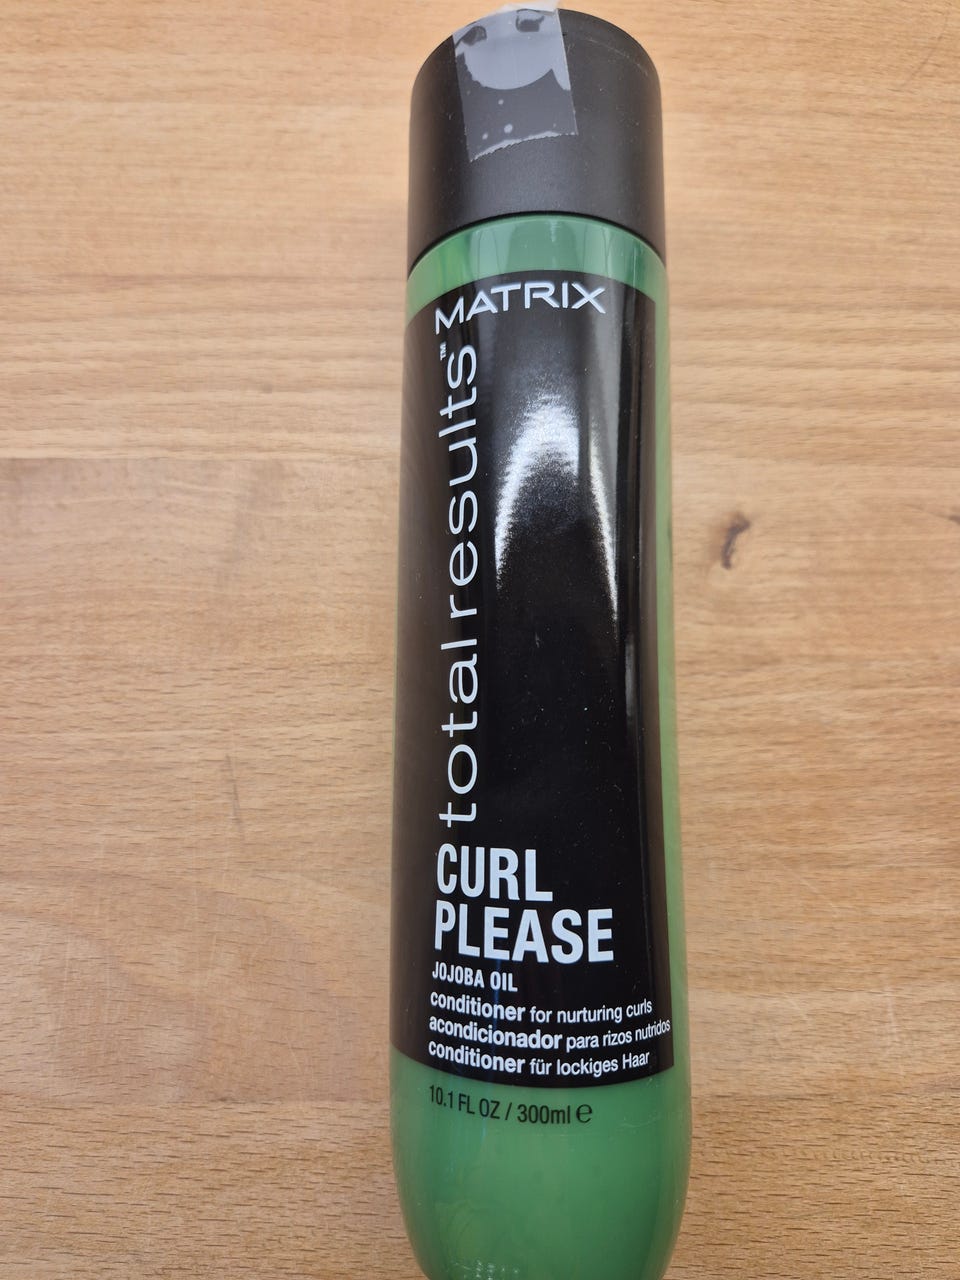 MATRIX
total results™
CURL
PLEASE
JOJOBA OIL
conditioner for nurturing curls
acondicionador para rizos nutridos
conditioner für lockiges Haar
10.1 FL OZ / 300ml ℮